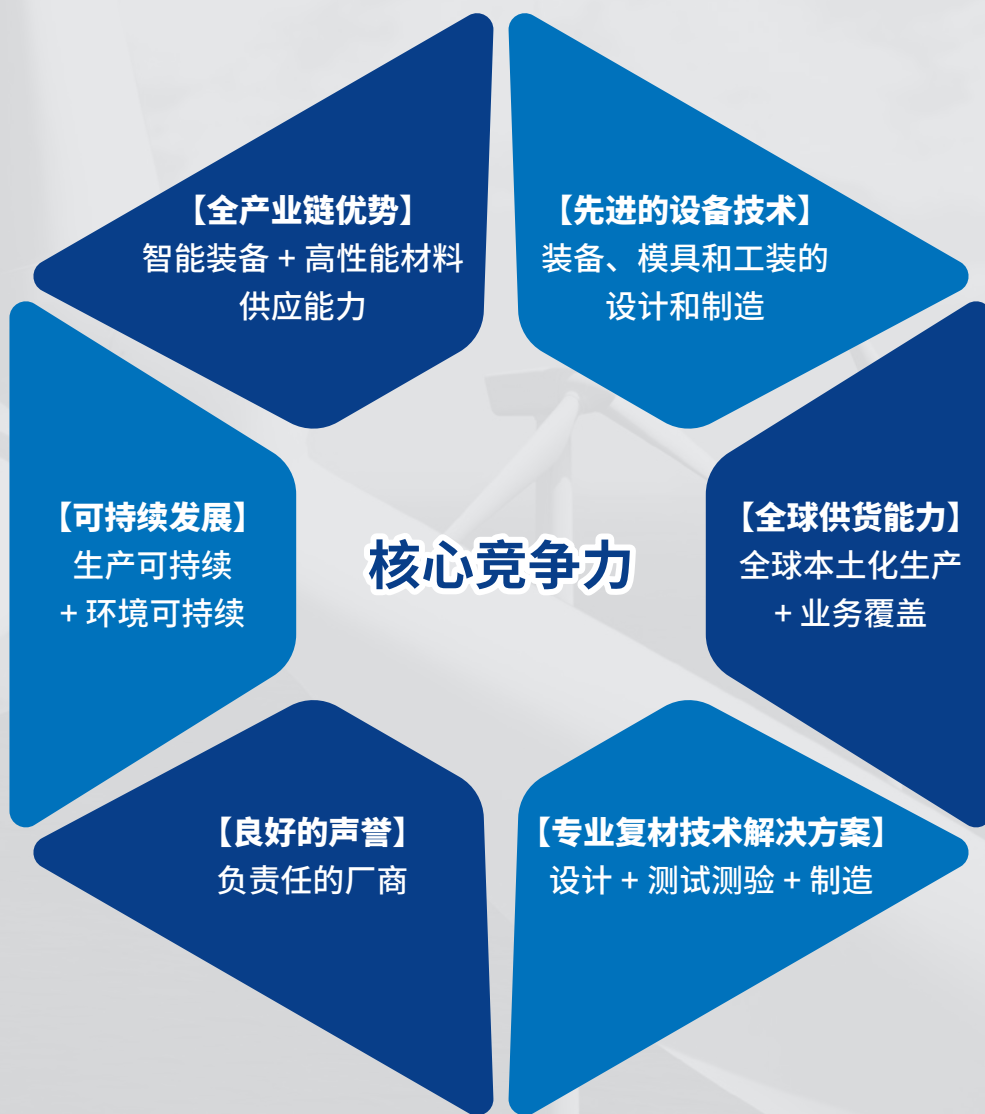 【全产业链优势】
智能装备 + 高性能材料
供应能力
【先进的设备技术】
装备、模具和工装的
设计和制造
【可持续发展】
生产可持续
+ 环境可持续
核心竞争力
【全球供货能力】
全球本土化生产
+ 业务覆盖
【良好的声誉】
负责任的厂商
【专业复材技术解决方案】
设计 + 测试测验 + 制造